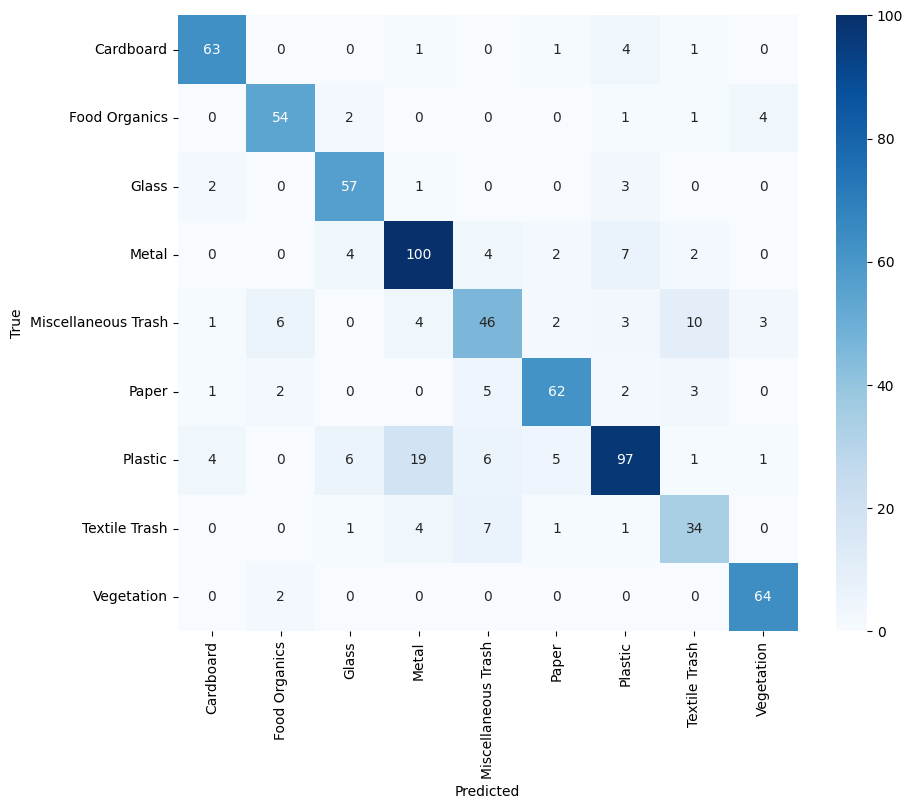 Cardboard 63 0 0 1 0 1 4 1 0
Food Organics 0 54 2 0 0 0 1 1 4
Glass 2 0 57 1 0 0 3 0 0
Metal 0 0 4 100 4 2 7 2 0
Miscellaneous Trash 1 6 0 4 46 2 3 10 3
Paper 1 2 0 0 5 62 2 3 0
Plastic 4 0 6 19 6 5 97 1 1
Textile Trash 0 0 1 4 7 1 1 34 0
Vegetation 0 2 0 0 0 0 0 0 64
True
Cardboard
Food Organics
Glass
Metal
Miscellaneous Trash
Paper
Plastic
Textile Trash
Vegetation
Predicted
100
80
60
40
20
0